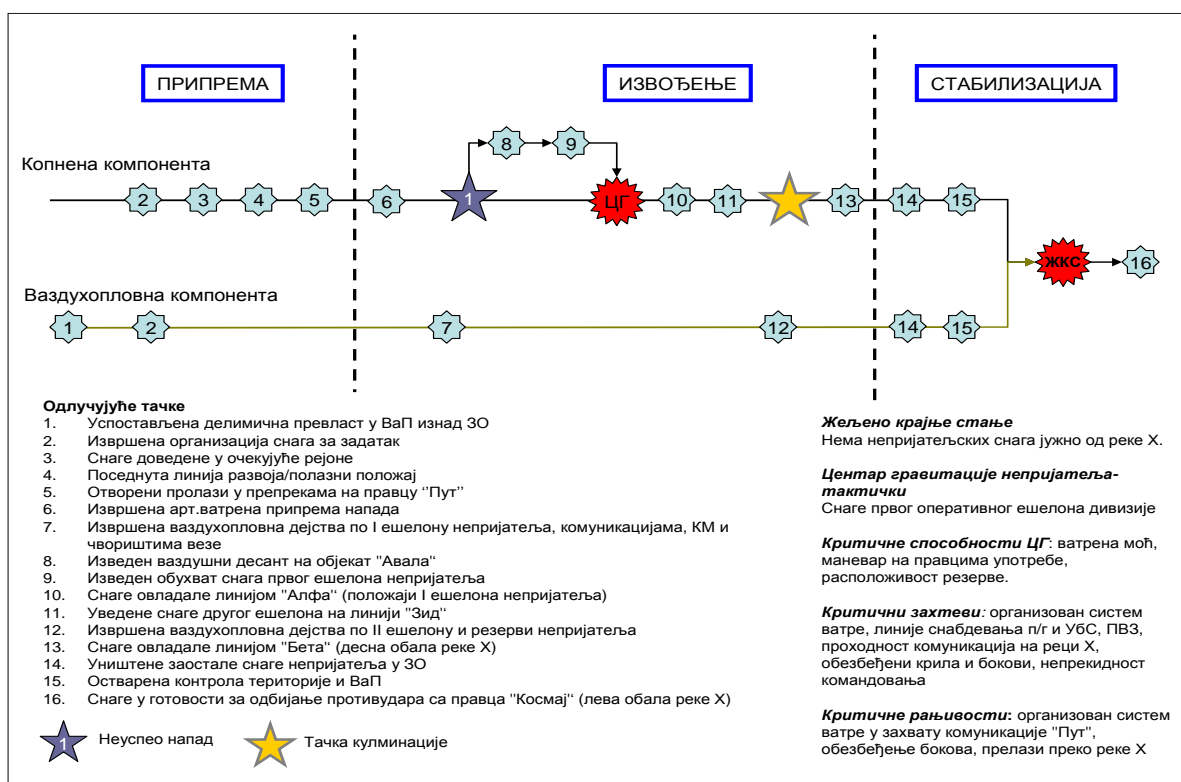 ПРИПРЕМА
ИЗВОЂЕЊЕ
СТАБИЛИЗАЦИЈА
Копнена компонента
8
9
2
3
4
5
6
1
ЦГ
10
11
13
14
15
ЖКС
16
Ваздухопловна компонента
1
2
7
12
14
15
Одлучујуће тачке
1. Успостављена делимична превласт у ВаП изнад ЗО
2. Извршена организација снага за задатак
3. Снаге доведене у очекујуће рејоне
4. Поседнута линија развоја/полазни положај
5. Отворени пролази у препрекама на правцу ‘’Пут’’
6. Извршена арт.ватрена припрема напада
7. Извршена ваздухопловна дејства по I ешелону непријатеља, комуникацијама, КМ и
чвориштима везе
8. Изведен ваздушни десант на објекат "Авала“
9. Изведен обухват снага првог ешелона непријатеља
10. Снаге овладале линијом "Алфа“ (положаји I ешелона непријатеља)
11. Уведене снаге другог ешелона на линији "Зид“
12. Извршена ваздухопловна дејства по II ешелону и резерви непријатеља
13. Снаге овладале линијом "Бета“ (десна обала реке X)
14. Уништене заостале снаге непријатеља у ЗО
15. Остварена контрола територије и ВаП
16. Снаге у готовости за одбијање противудара са правца "Космај“ (лева обала реке X)
1 Неуспео напад
Тачка кулминације
Жељено крајње стање
Нема непријатељских снага јужно од реке X.
Центар гравитације непријатеља-
тактички
Снаге првог оперативног ешелона дивизије
Критичне способности ЦГ: ватрена моћ,
маневар на правцима употребе,
расположивост резерве.
Критични захтеви: организован систем
ватре, линије снабдевања п/г и УбС, ПВЗ,
проходност комуникација на реци X,
обезбеђени крила и бокови, непрекидност
командовања
Критичне рањивости: организован систем
ватре у захвату комуникације "Пут",
обезбеђење бокова, прелази преко реке X